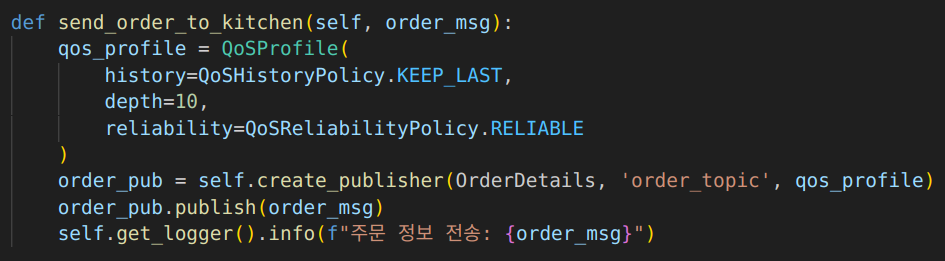 def send_order_to_kitchen(self, order_msg):
    qos_profile = QoSProfile(
        history=QoSHistoryPolicy.KEEP_LAST,
        depth=10,
        reliability=QoSReliabilityPolicy.RELIABLE
    )
    order_pub = self.create_publisher(OrderDetails, 'order_topic', qos_profile)
    order_pub.publish(order_msg)
    self.get_logger().info(f"주문 정보 전송: {order_msg}")